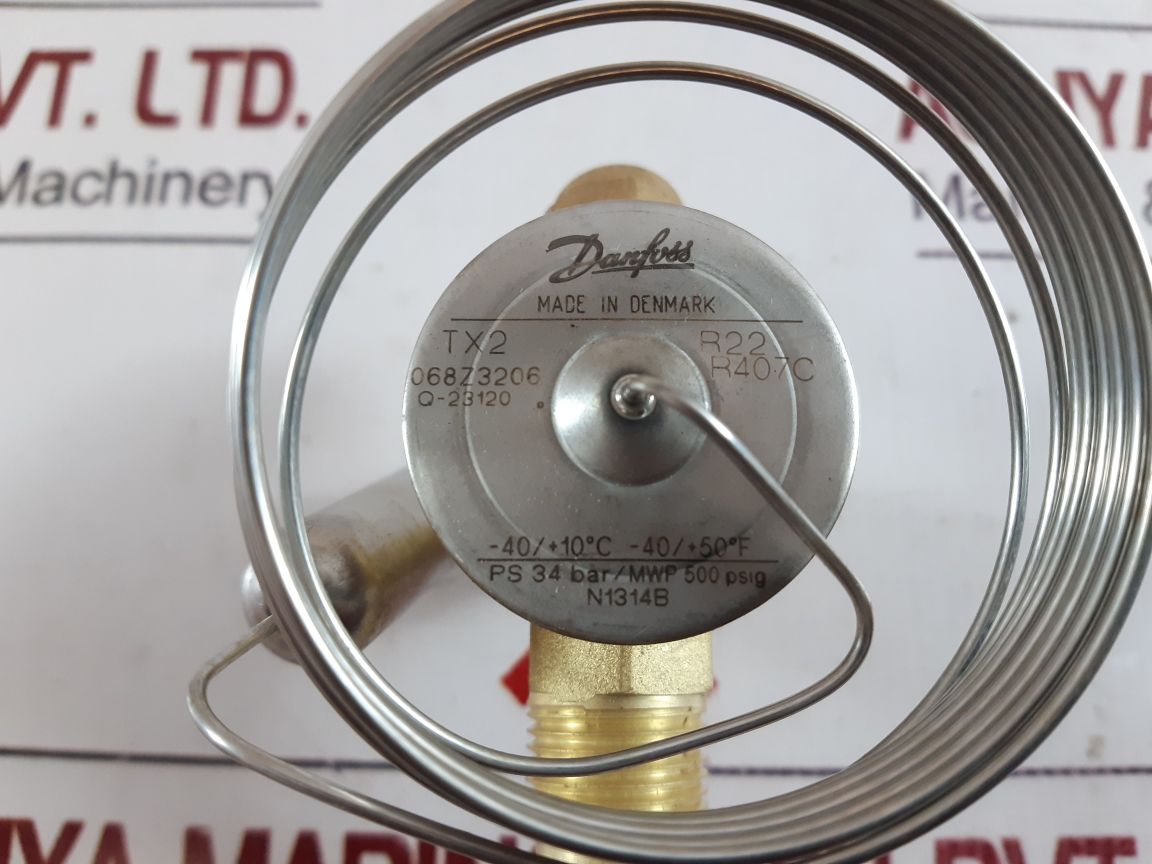 VT. LTD.
Machinery
Danfoss
MADE IN DENMARK
TX2
068Z3206
Q-23120
R22
R407C
-40/+10°C -40/+50°F
PS 34 bar/MWP 500 psig
N1314B